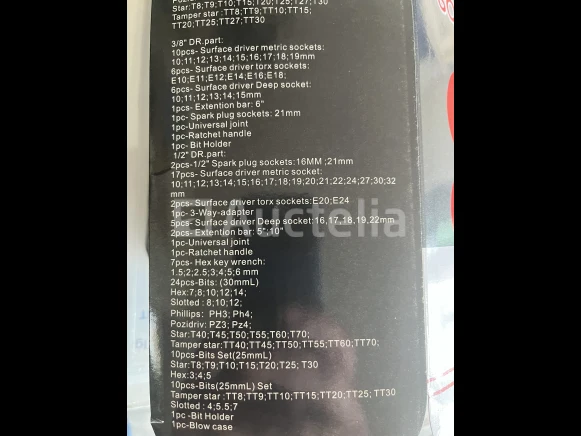 Star:T8;T9;T10;T15;T20;T25;T27;T30
Tamper star :TT8;TT9;TT10;TT15;
TT20;TT25;TT27;TT30
3/8" DR.part:
10pcs- Surface driver metric sockets:
10;11;12;13;14;15;16;17;18;19mm
6pcs- Surface driver torx sockets:
E10;E11;E12;E14;E16;E18;
6pcs- Surface driver Deep socket:
10;11;12;13;14;15mm
1pc- Extention bar: 6"
1pc- Spark plug sockets: 21mm
1pc-Universal joint
1pc-Ratchet handle
1pc- Bit Holder
1/2" DR.part:
2pcs-1/2" Spark plug sockets:16MM ;21mm
17pcs- Surface driver metric socket:
10;11;12;13;14;15;16;17;18;19;20;21;22;24;27;30;32
mm
2pcs- Surface driver torx sockets:E20;E24
1pc- 3-Way-adapter
5pcs- Surface driver Deep socket:16,17,18,19,22mm
2pcs- Extention bar: 5",10"
1pc-Universal joint
1pc-Ratchet handle
7pcs- Hex key wrench:
1.5;2;2.5;3;4;5;6 mm
24pcs-Bits: (30mmL)
Hex:7;8;10;12;14;
Slotted : 8;10;12;
Phillips: PH3; Ph4;
Pozidriv: PZ3; Pz4;
Star:T40;T45;T50;T55;T60;T70;
Tamper star:TT40;TT45;TT50;TT55;TT60;TT70;
10pcs-Bits Set(25mmL)
Star:T8;T9;T10;T15;T20;T25; T30
Hex:3;4;5
10pcs-Bits(25mmL) Set
Tamper star :TT8;TT9;TT10;TT15;TT20;TT25; TT30
Slotted : 4;5.5;7
1pc -Bit Holder
1pc-Blow case
Auctelia